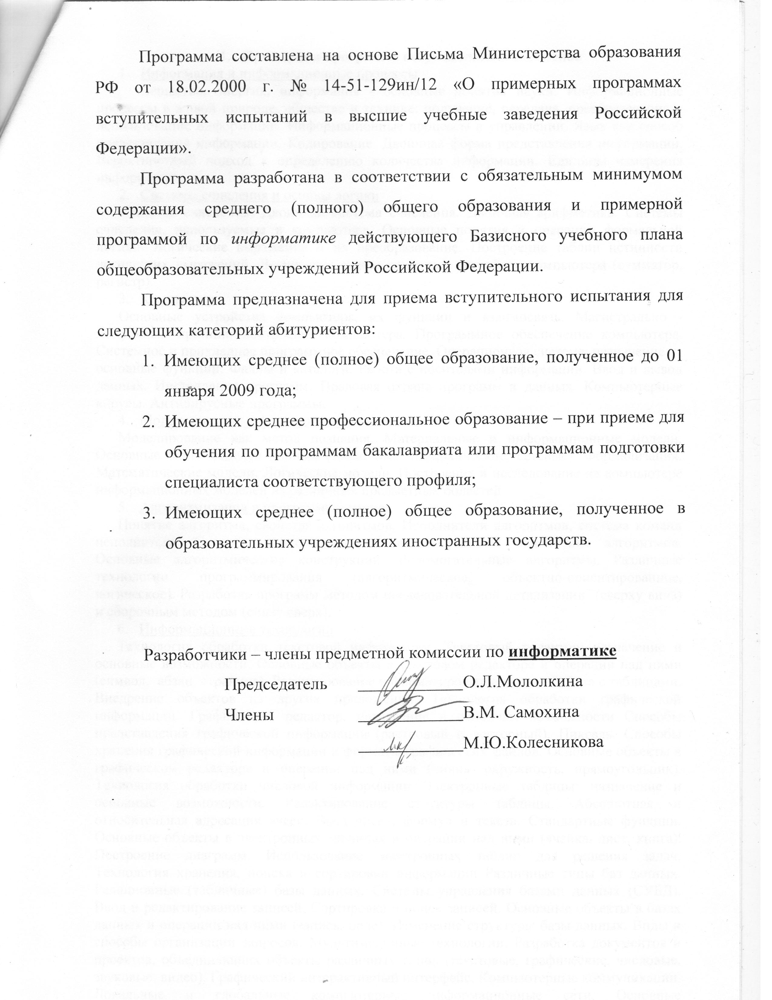 Программа составлена на основе Письма Министерства образования
РФ от 18.02.2000 г. № 14-51-129ин/12 «О примерных программах
вступительных испытаний в высшие учебные заведения Российской
Федерации».
Программа разработана в соответствии с обязательным минимумом
содержания среднего (полного) общего образования и примерной
программой по информатике действующего Базисного учебного плана
общеобразовательных учреждений Российской Федерации.
Программа предназначена для приема вступительного испытания для
следующих категорий абитуриентов:
1. Имеющих среднее (полное) общее образование, полученное до 01
января 2009 года;
2. Имеющих среднее профессиональное образование – при приеме для
обучения по программам бакалавриата или программам подготовки
специалиста соответствующего профиля;
3. Имеющих среднее (полное) общее образование, полученное в
образовательных учреждениях иностранных государств.
Разработчики – члены предметной комиссии по информатике
Председатель ____________О.Л.Мололкина
Члены ____________В.М. Самохина
____________М.Ю.Колесникова